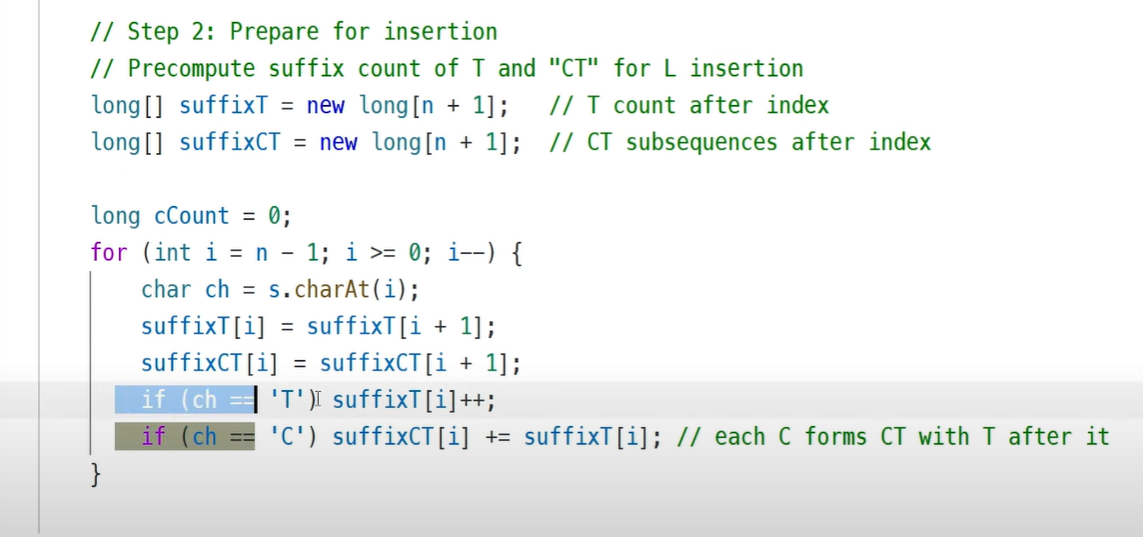 // Step 2: Prepare for insertion
// Precompute suffix count of T and "CT" for L insertion
long[] suffixT = new long[n + 1];   // T count after index
long[] suffixCT = new long[n + 1];  // CT subsequences after index
long cCount = 0;
for (int i = n - 1; i >= 0; i--) {
    char ch = s.charAt(i);
    suffixT[i] = suffixT[i + 1];
    suffixCT[i] = suffixCT[i + 1];
    if (ch == 'T') suffixT[i]++;
    if (ch == 'C') suffixCT[i] += suffixT[i]; // each C forms CT with T after it
}